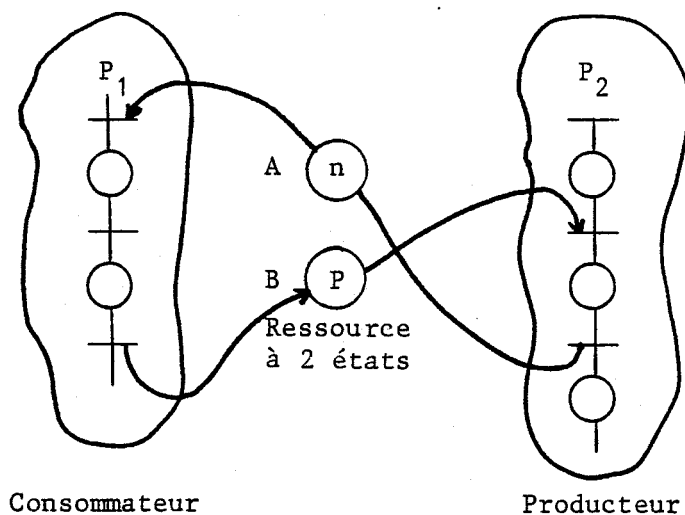 P1
P2
A
n
B
P
Ressource
à 2 états
Consommateur
Producteur